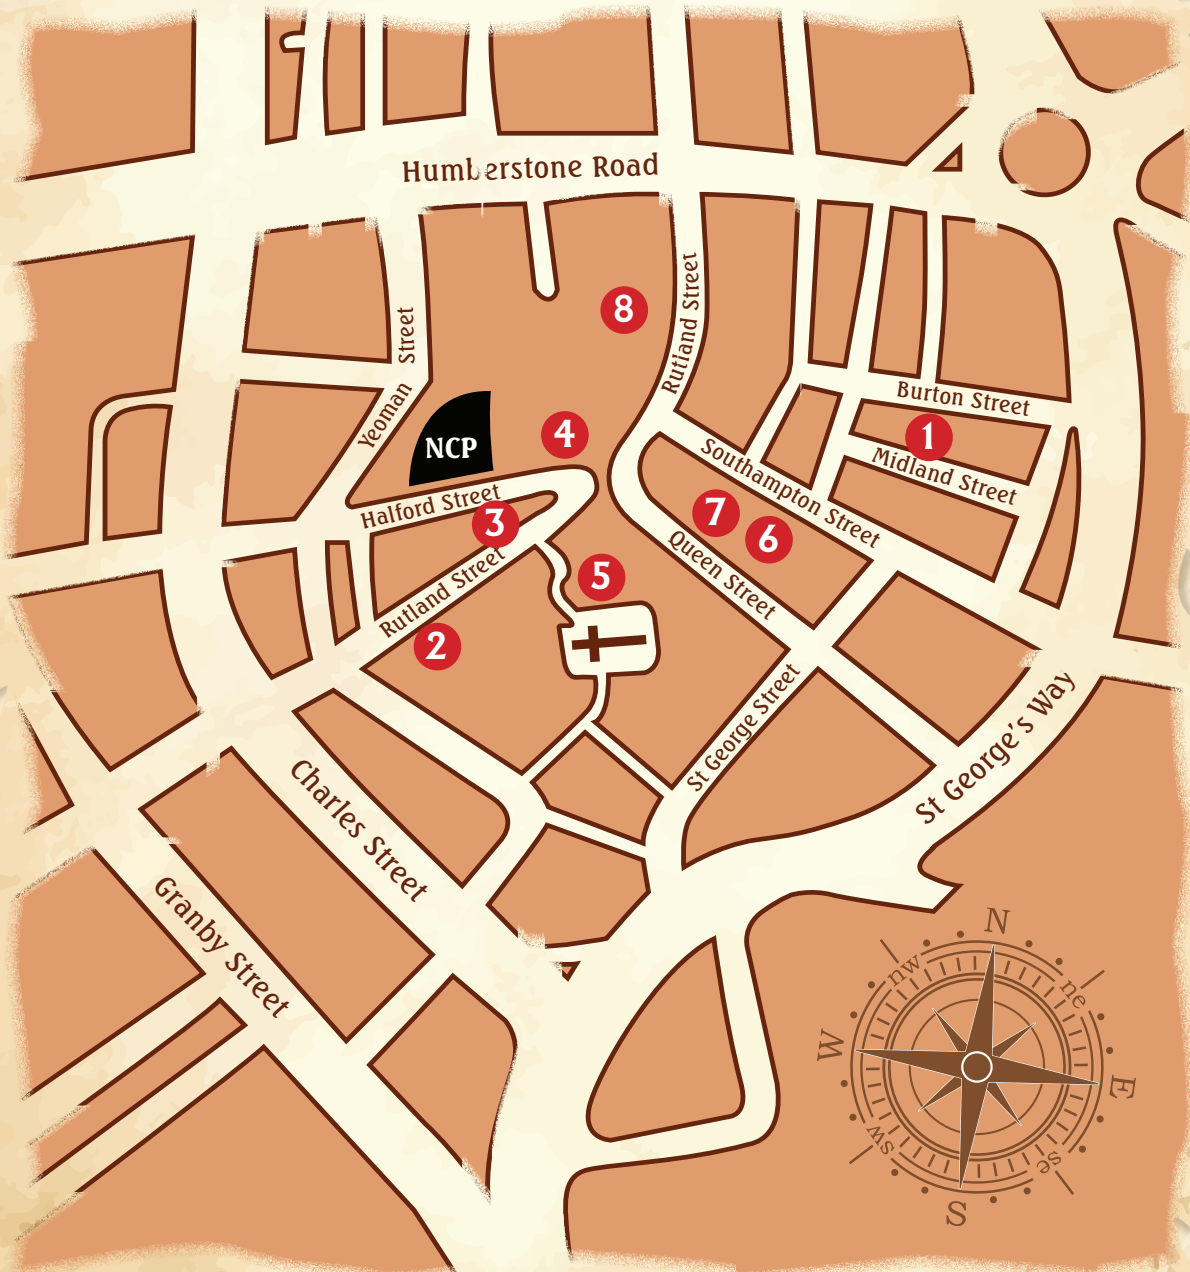 Humberstone Road
Rutland Street
8
Yeoman Street
Burton Street
1
Midland Street
NCP
4
Southampton Street
Halford Street
3
7
6
Queen Street
Rutland Street
5
2
St George Street
St George's Way
Charles Street
Granby Street
N
nw
ne
W
E
sw
se
S